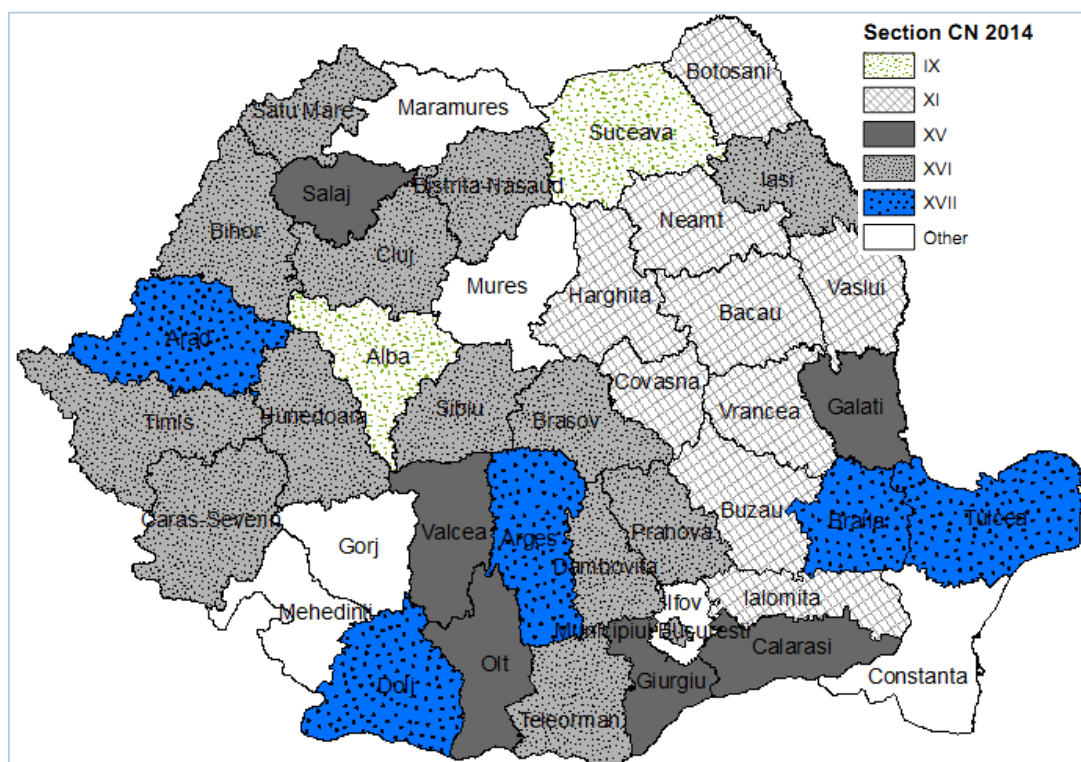 Section CN 2014
IX
XI
XV
XVI
XVII
Other
Botosani
Satu Mare
Maramures
Suceava
Iasi
Salaj
Bistrita-Nasaud
Neamt
Bihor
Cluj
Mures
Harghita
Vaslui
Bacau
Arad
Alba
Covasna
Vrancea
Galati
Timis
Hunedoara
Sibiu
Brasov
Caras-Severin
Gorj
Valcea
Arges
Prahova
Buzau
Braila
Tulcea
Dambovita
Mehedinti
Ifov
Ialomita
Municipiul Bucuresti
Calarasi
Olt
Giurgiu
Constanta
Dolj
Teleorman